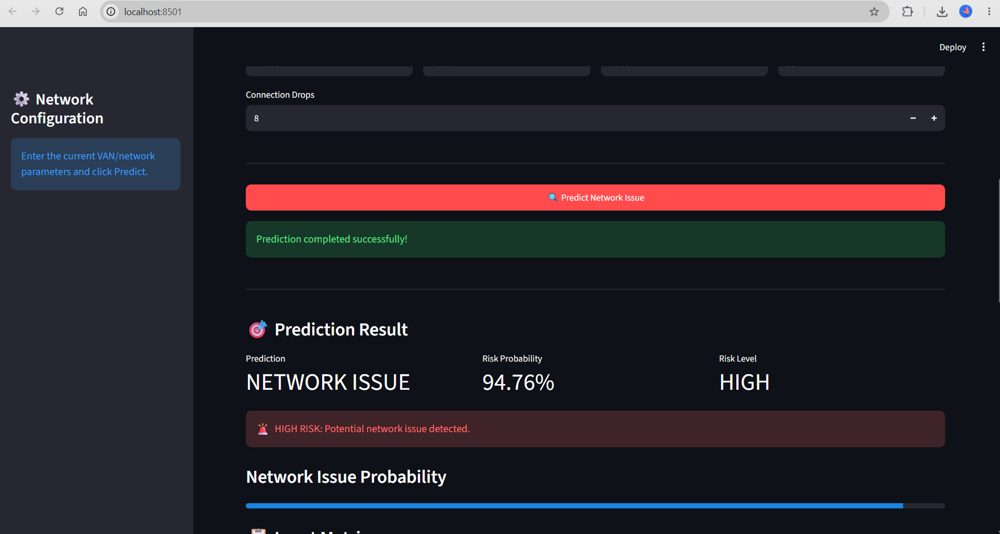 localhost:8501
Deploy
Network
Configuration
Enter the current VAN/network
parameters and click Predict.
Connection Drops
8
Predict Network Issue
Prediction completed successfully!
Prediction Result
Prediction
Risk Probability
Risk Level
NETWORK ISSUE
94.76%
HIGH
HIGH RISK: Potential network issue detected.
Network Issue Probability